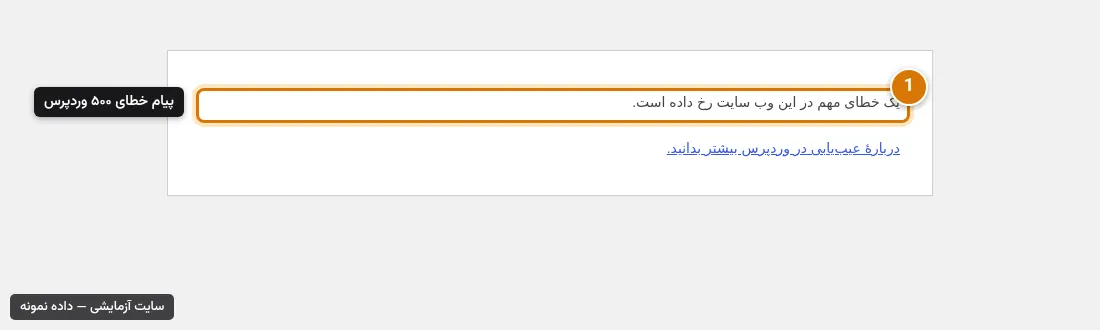 1
یک خطای مهم در این وب سایت رخ داده است.
پیام خطای ۵۰۰ وردپرس
دربارهٔ عیب‌یابی در وردپرس بیشتر بدانید.
سایت آزمایشی — داده نمونه